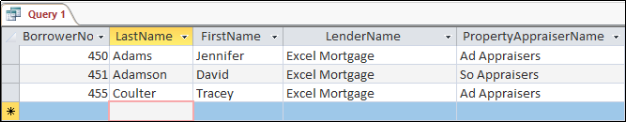 Query 1
BorrowerNo LastName FirstName LenderName PropertyAppraiserName
450 Adams Jennifer Excel Mortgage Ad Appraisers
451 Adamson David Excel Mortgage So Appraisers
455 Coulter Tracey Excel Mortgage Ad Appraisers